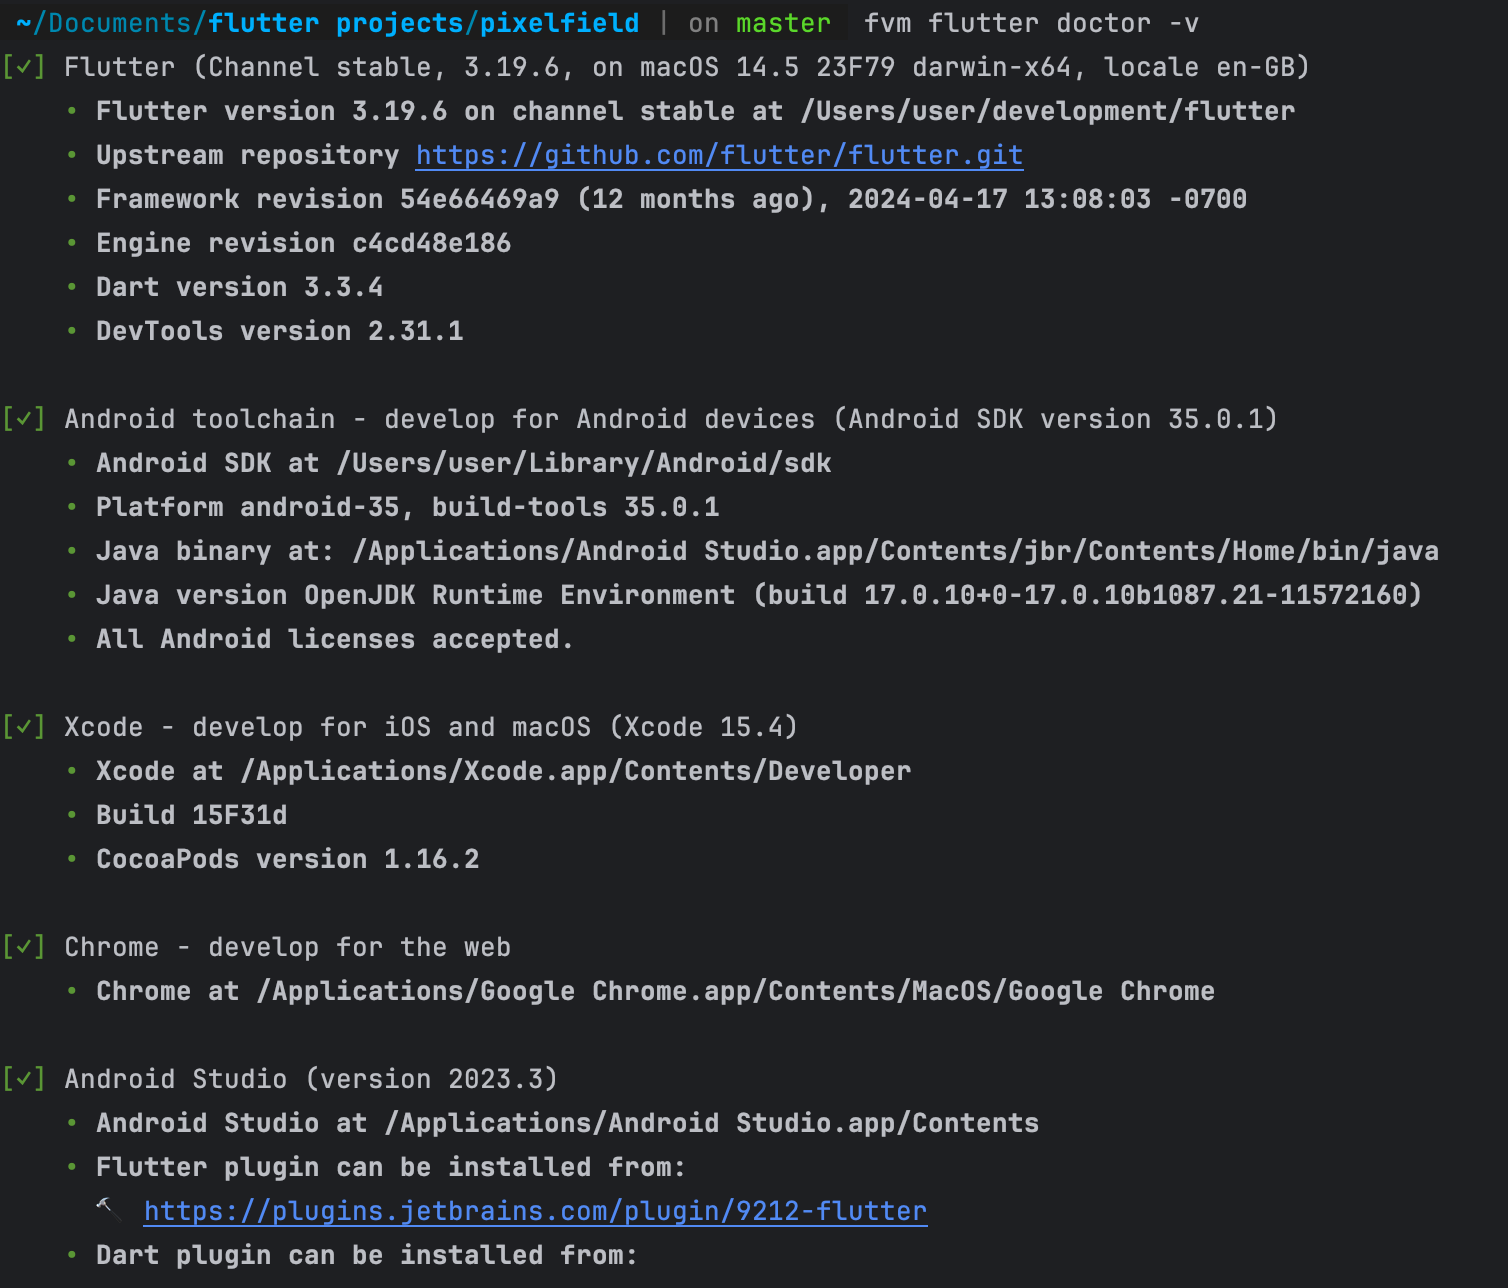 ~/Documents/flutter projects/pixelfield | on master fvm flutter doctor -v
[✓] Flutter (Channel stable, 3.19.6, on macOS 14.5 23F79 darwin-x64, locale en-GB)
• Flutter version 3.19.6 on channel stable at /Users/user/development/flutter
• Upstream repository https://github.com/flutter/flutter.git
• Framework revision 54e66469a9 (12 months ago), 2024-04-17 13:08:03 -0700
• Engine revision c4cd48e186
• Dart version 3.3.4
• DevTools version 2.31.1
[✓] Android toolchain - develop for Android devices (Android SDK version 35.0.1)
• Android SDK at /Users/user/Library/Android/sdk
• Platform android-35, build-tools 35.0.1
• Java binary at: /Applications/Android Studio.app/Contents/jbr/Contents/Home/bin/java
• Java version OpenJDK Runtime Environment (build 17.0.10+0-17.0.10b1087.21-11572160)
• All Android licenses accepted.
[✓] Xcode - develop for iOS and macOS (Xcode 15.4)
• Xcode at /Applications/Xcode.app/Contents/Developer
• Build 15F31d
• CocoaPods version 1.16.2
[✓] Chrome - develop for the web
• Chrome at /Applications/Google Chrome.app/Contents/MacOS/Google Chrome
[✓] Android Studio (version 2023.3)
• Android Studio at /Applications/Android Studio.app/Contents
• Flutter plugin can be installed from:
🔨 https://plugins.jetbrains.com/plugin/9212-flutter
• Dart plugin can be installed from: